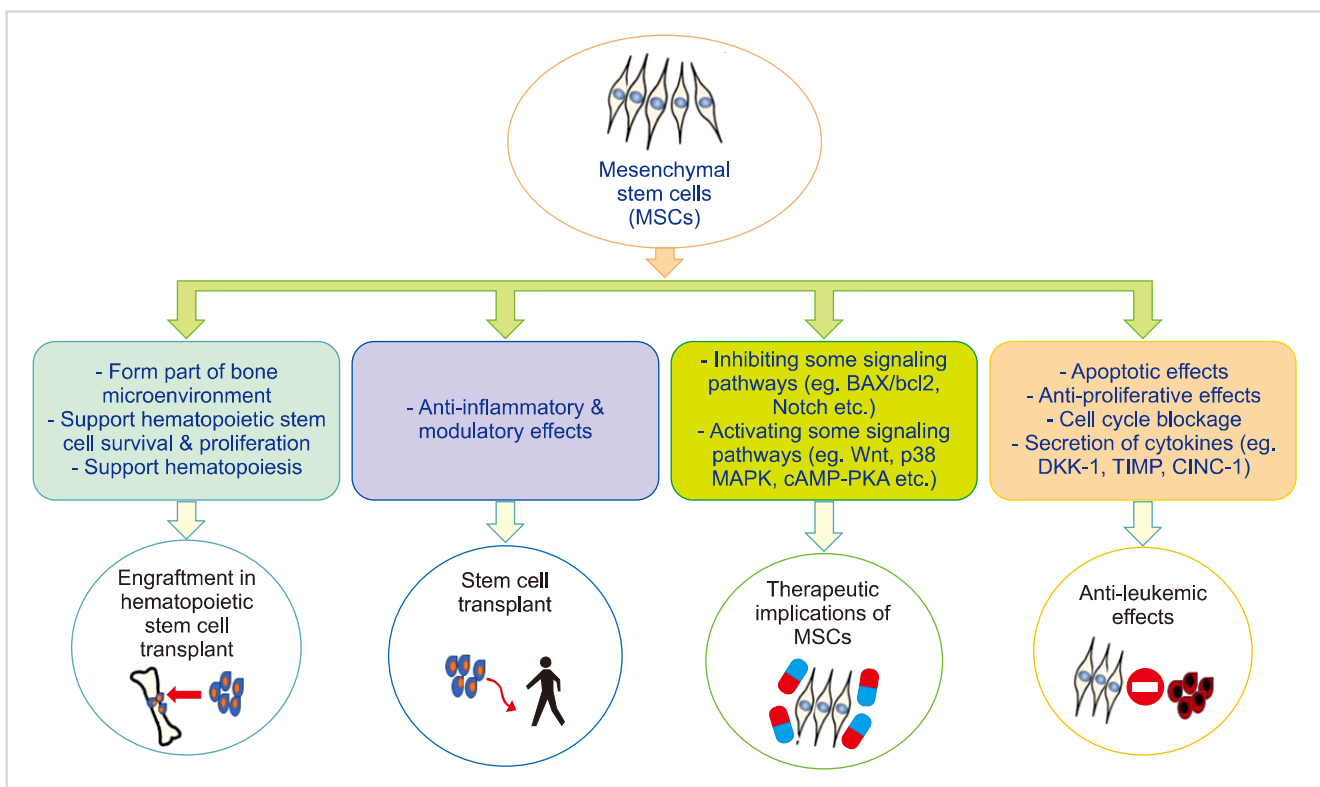 Mesenchymal
stem cells
(MSCs)
- Form part of bone
microenvironment
- Support hematopoietic stem
cell survival & proliferation
- Support hematopoiesis
- Anti-inflammatory &
modulatory effects
- Inhibiting some signaling
pathways (eg. BAX/bcl2,
Notch etc.)
- Activating some signaling
pathways (eg. Wnt, p38
MAPK, cAMP-PKA etc.)
- Apoptotic effects
- Anti-proliferative effects
- Cell cycle blockage
- Secretion of cytokines (eg.
DKK-1, TIMP, CINC-1)
Engraftment in
hematopoietic
stem cell
transplant
Stem cell
transplant
Therapeutic
implications of
MSCs
Anti-leukemic
effects